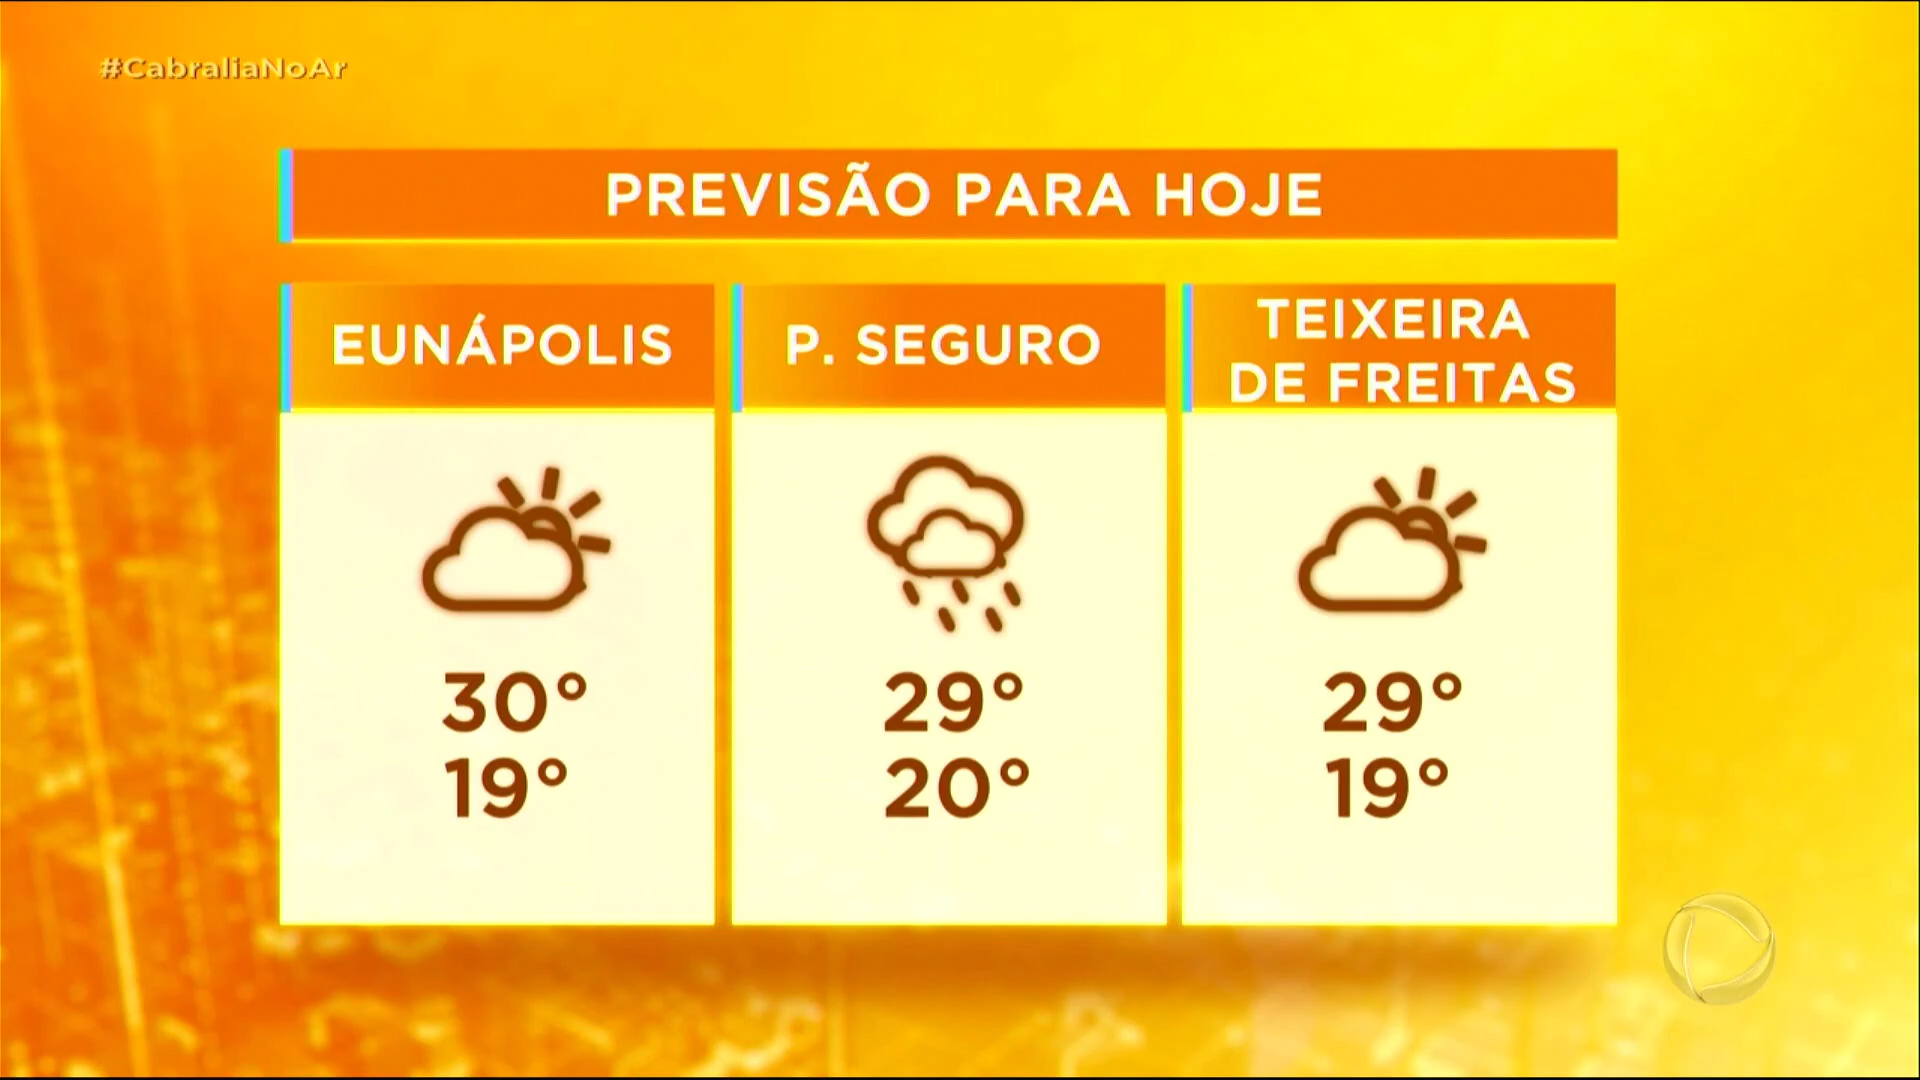 #CabraliaNoAr
PREVISÃO PARA HOJE
EUNÁPOLIS
30°
19°
P. SEGURO
29°
20°
TEIXEIRA
DE FREITAS
29°
19°